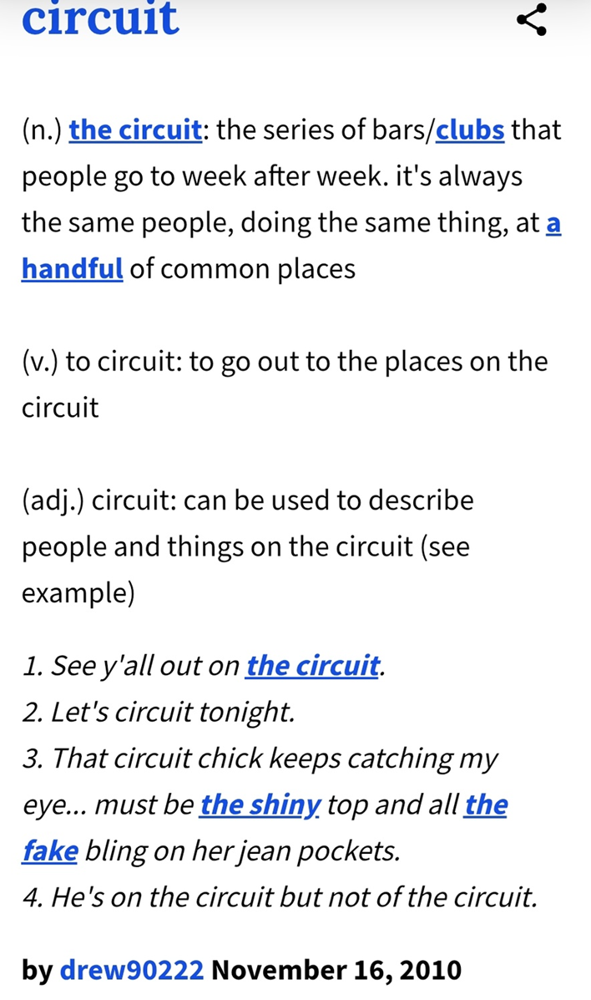 circuit
(n.) the circuit: the series of bars/clubs that
people go to week after week. it's always
the same people, doing the same thing, at a
handful of common places
(v.) to circuit: to go out to the places on the
circuit
(adj.) circuit: can be used to describe
people and things on the circuit (see
example)
1. See y'all out on the circuit.
2. Let's circuit tonight.
3. That circuit chick keeps catching my
eye... must be the shiny top and all the
fake bling on her jean pockets.
4. He's on the circuit but not of the circuit.
by drew90222 November 16, 2010